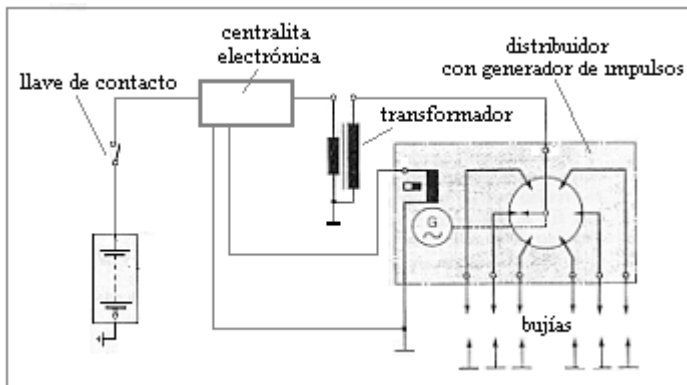 centralita
electrónica
distribuidor
con generador de impulsos
llave de contacto
transformador
G
bujías